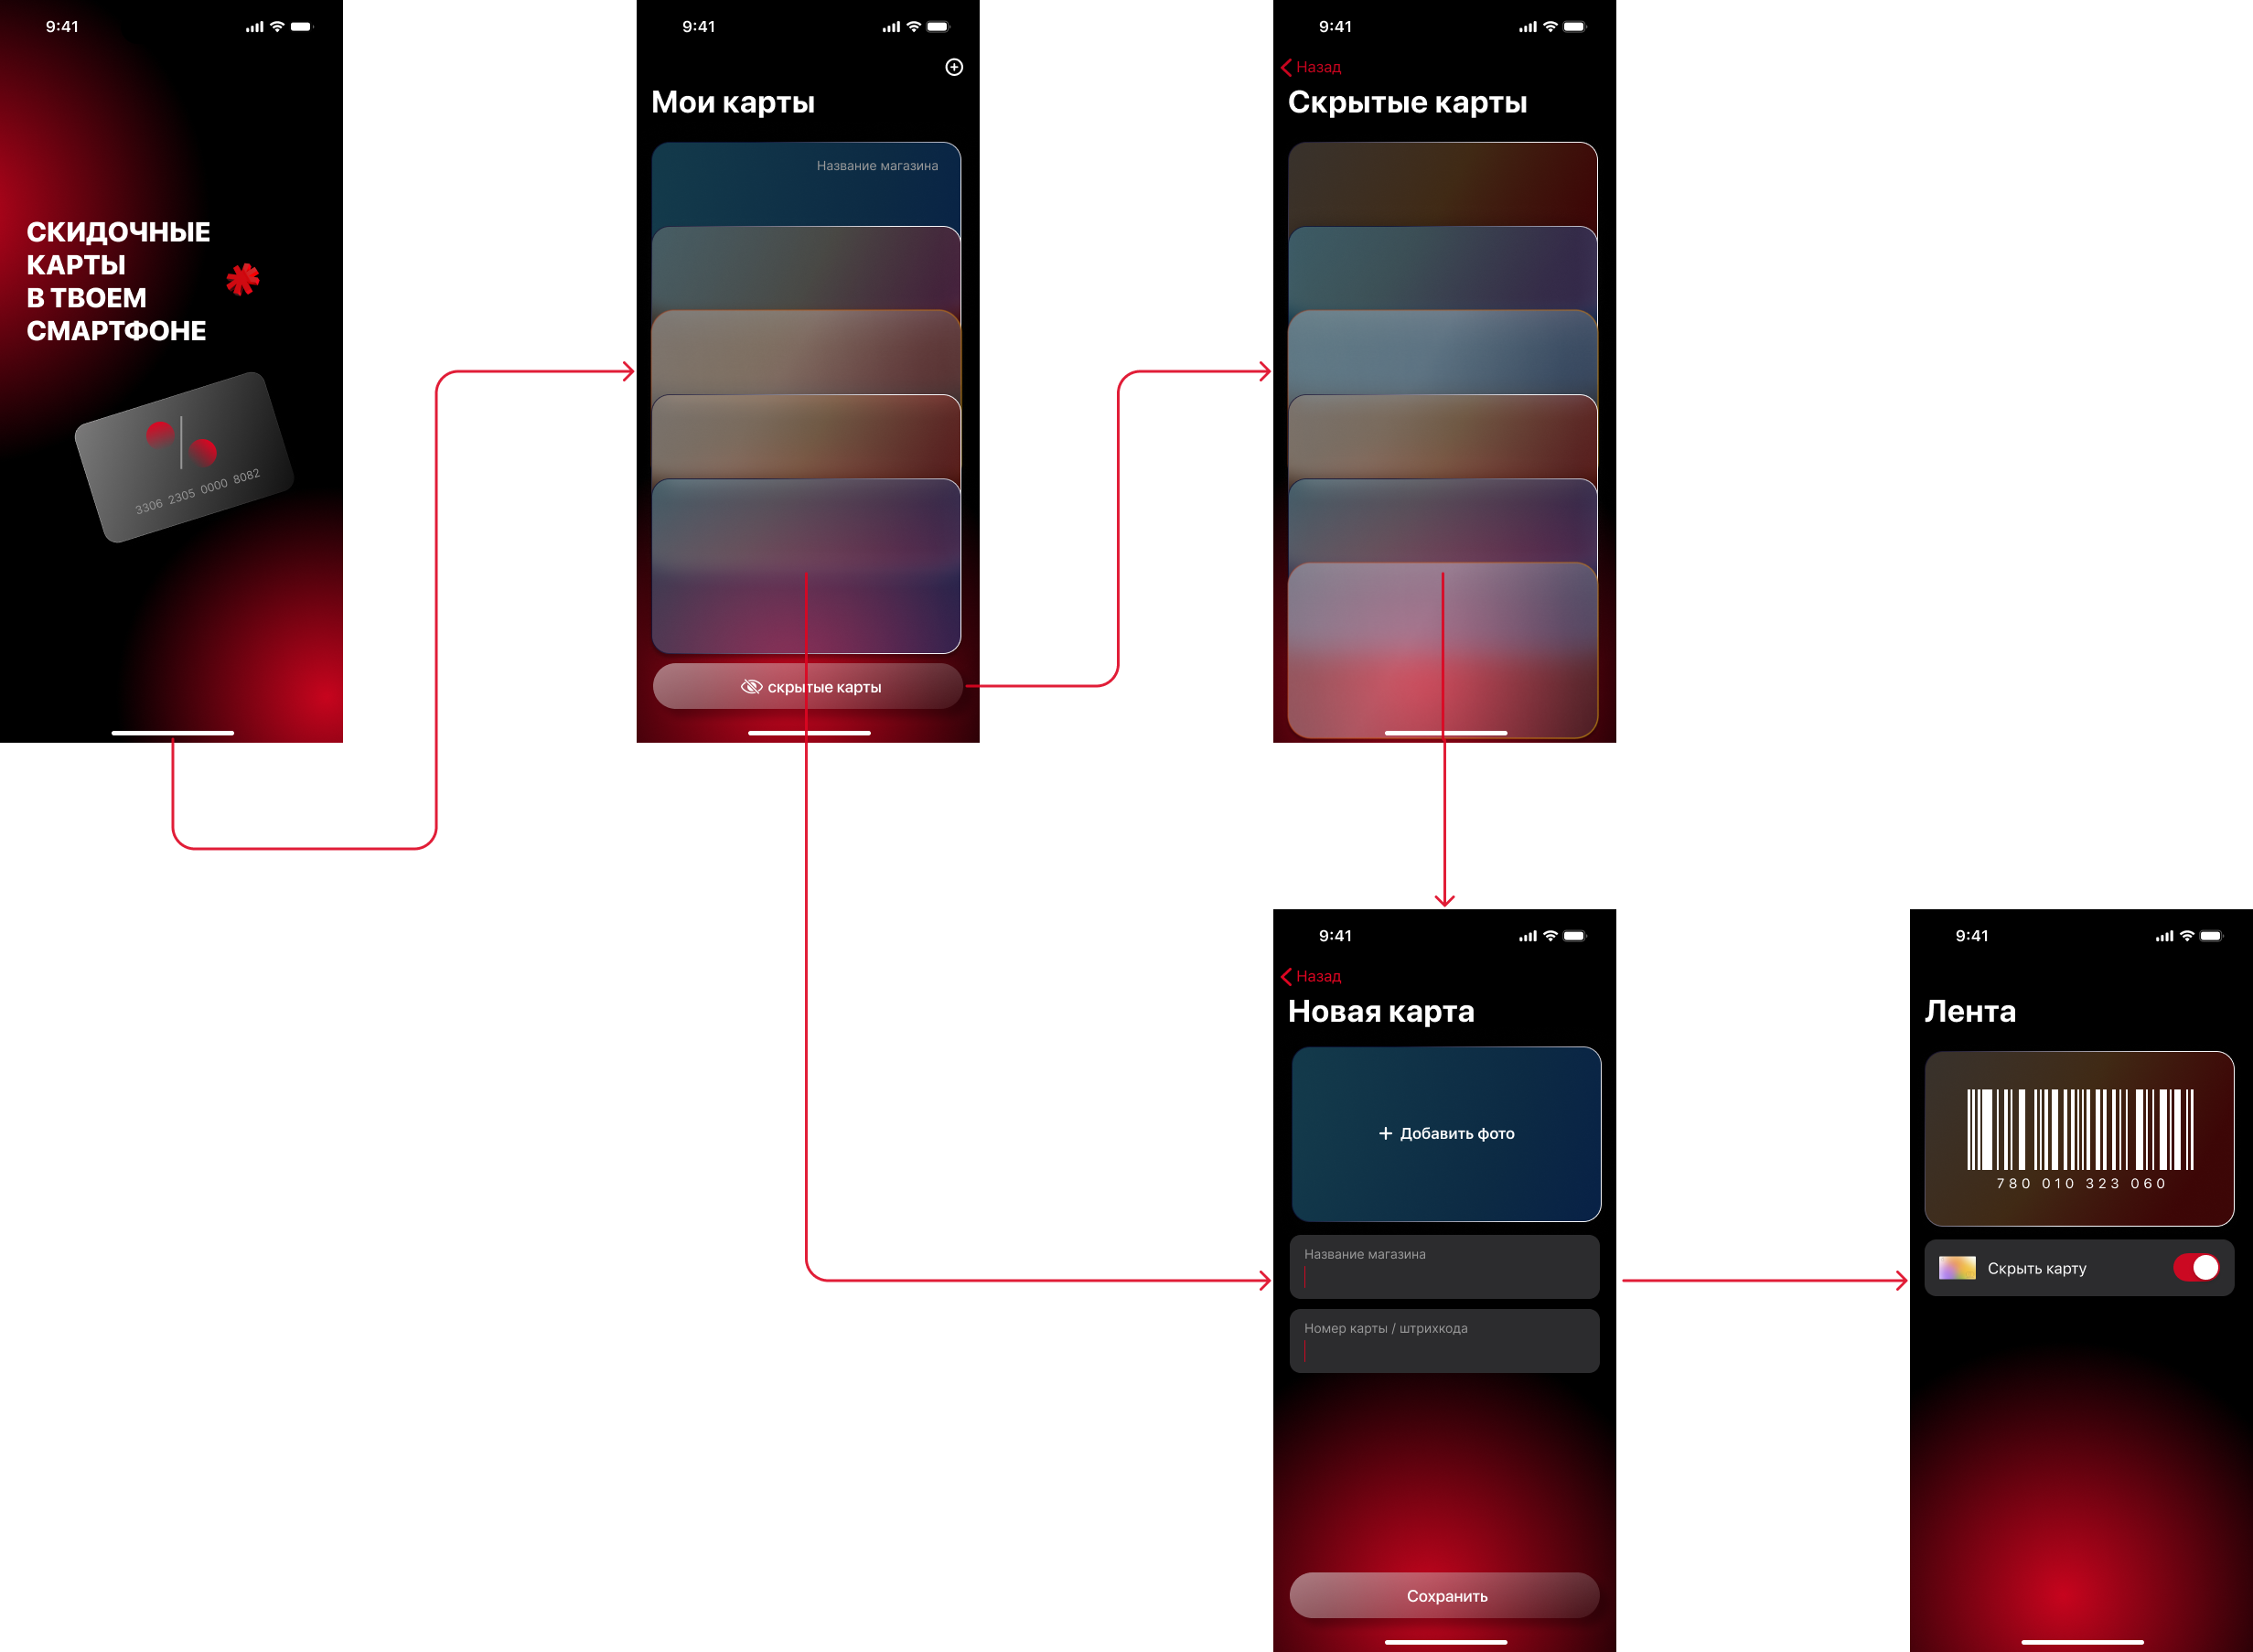 9:41
СКИДОЧНЫЕ
КАРТЫ
В ТВОЕМ
СМАРТФОНЕ
3306 2305 0000 8082
9:41
Мои карты
Название магазина
скрытые карты
9:41
Назад
Скрытые карты
9:41
Назад
Новая карта
+ Добавить фото
Название магазина
Номер карты / штрихкода
Сохранить
9:41
Лента
780 010 323 060
Скрыть карту